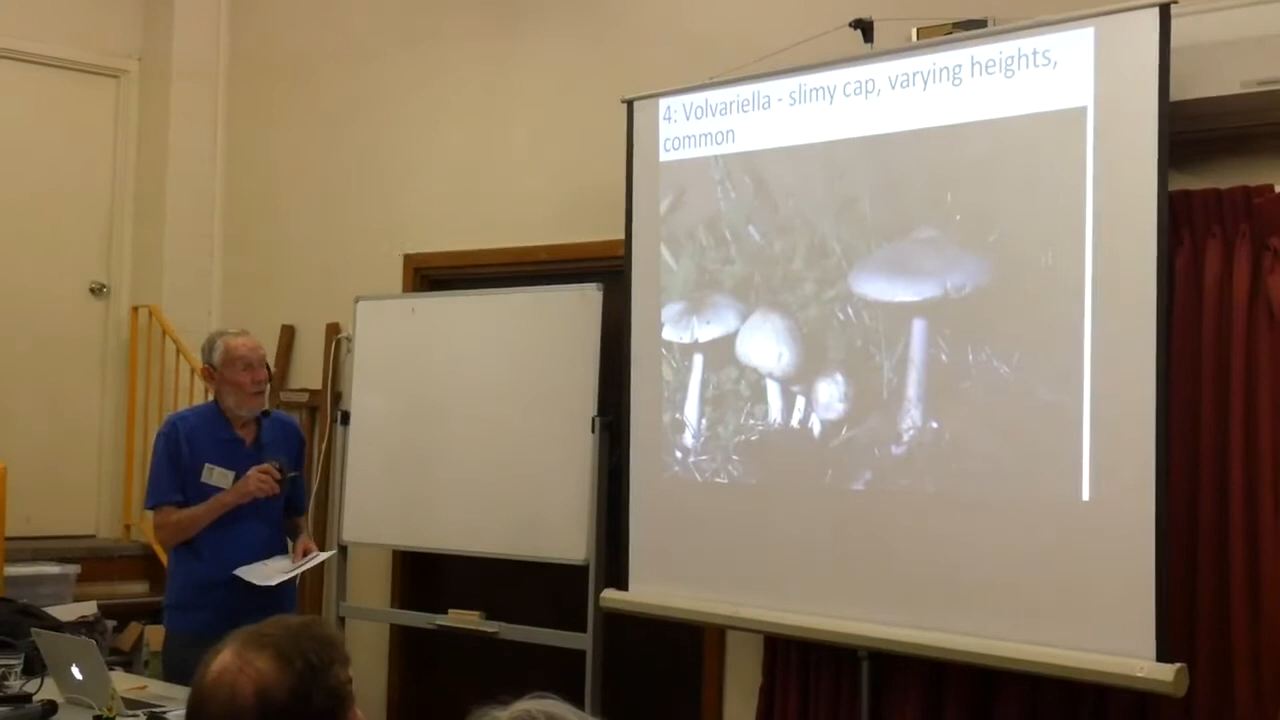 4: Volvariella - slimy cap, varying heights,
common